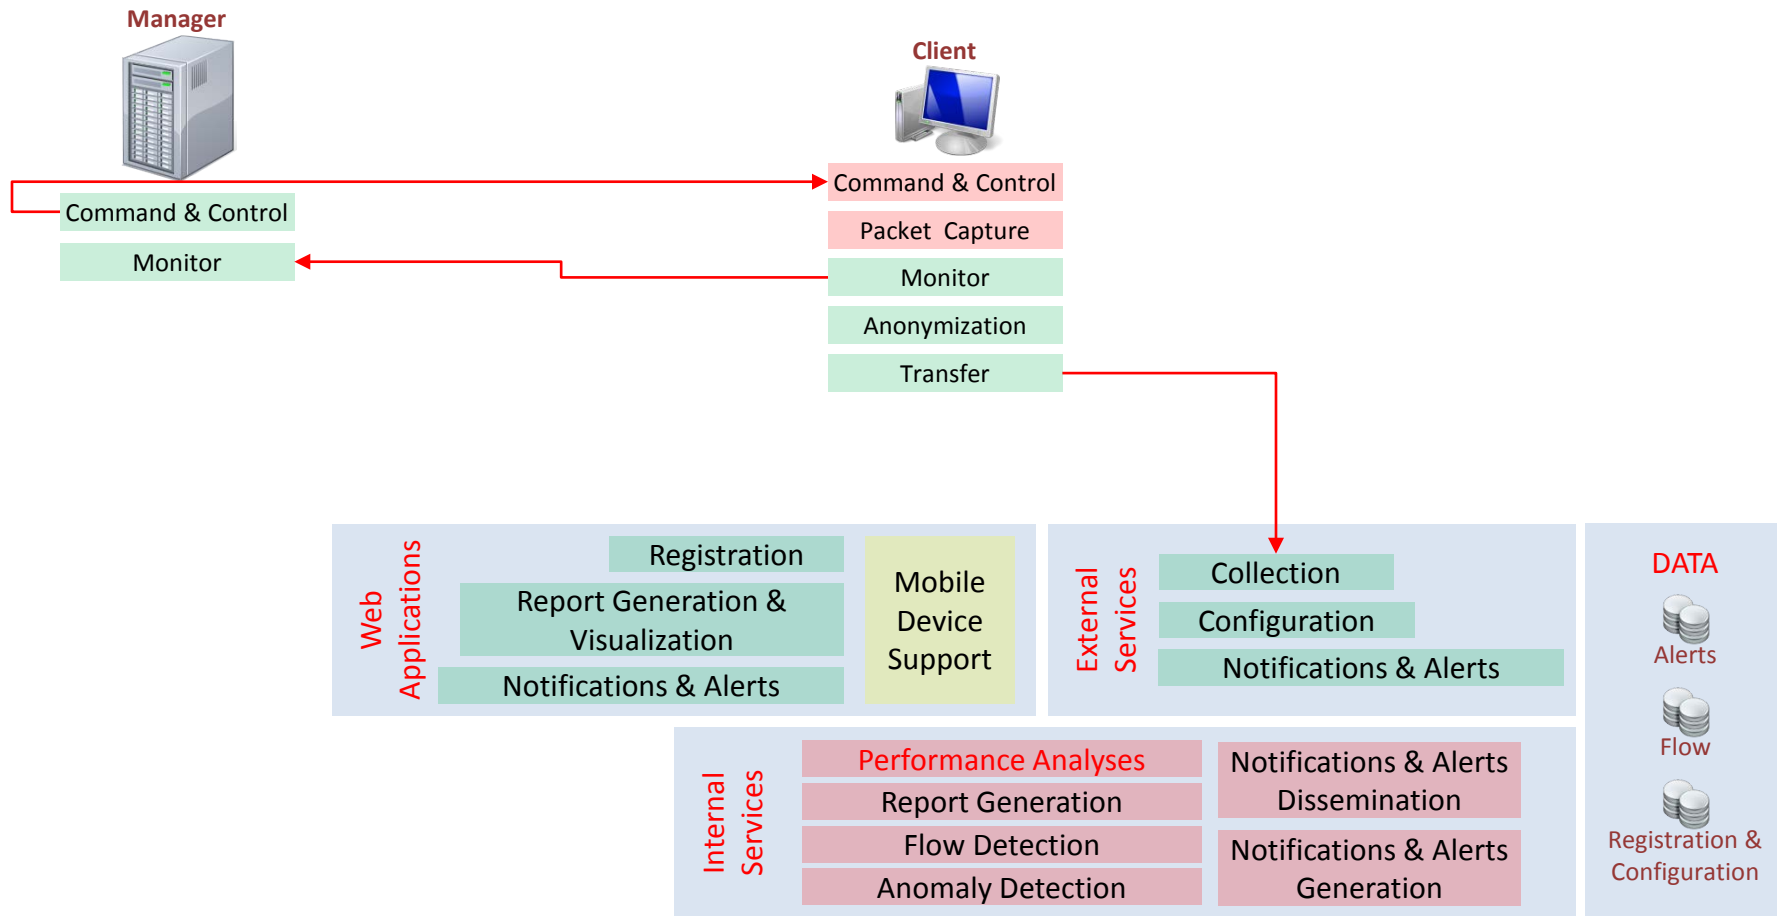 Manager
Client
Command & Control
Packet  Capture
Monitor
Anonymization
Transfer
Command & Control
Monitor
Web
Applications
Registration
Report Generation &
Visualization
Notifications & Alerts
Mobile
Device
Support
External
Services
Collection
Configuration
Notifications & Alerts
DATA
Alerts
Flow
Registration &
Configuration
Internal
Services
Performance Analyses
Report Generation
Flow Detection
Anomaly Detection
Notifications & Alerts
Dissemination
Notifications & Alerts
Generation